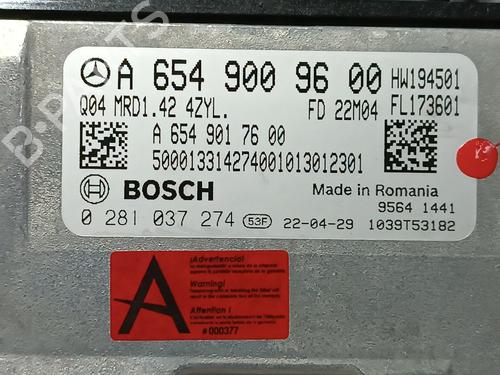 A 654 900 96 00 HW194501
Q04 MRD1.42 4ZYL. FD 22M04 FL173601
A 654 901 76 00
50001331427400101301 2301
BOSCH Made in Romania
9564 1441
0 281 037 274 53F 22-04-29 1039T53182
¡Advertencia!
Warning!
Attention !
#000377
A
B-PARTS